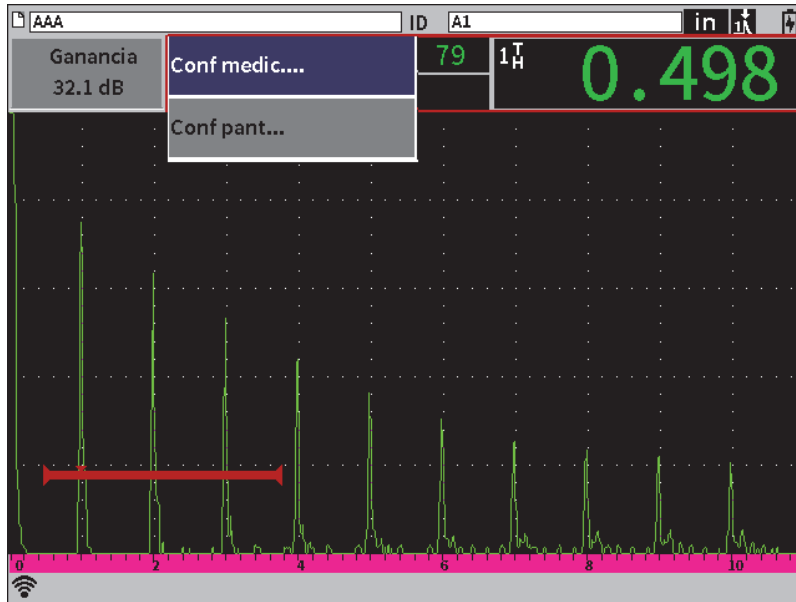 AAA ID A1 in
Ganancia
32.1 dB
Conf medic....
Conf pant...
79
1 T H
0.498
0 2 4 6 8 10